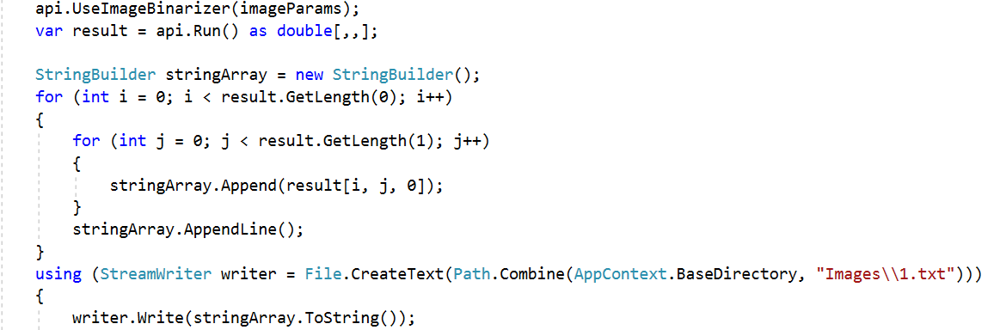 api.UseImageBinarizer(imageParams);
var result = api.Run() as double[,,];
StringBuilder stringArray = new StringBuilder();
for (int i = 0; i < result.GetLength(0); i++)
{
for (int j = 0; j < result.GetLength(1); j++)
{
stringArray.Append(result[i, j, 0]);
}
stringArray.AppendLine();
}
using (StreamWriter writer = File.CreateText(Path.Combine(AppContext.BaseDirectory, "Images\\1.txt")))
{
writer.Write(stringArray.ToString());